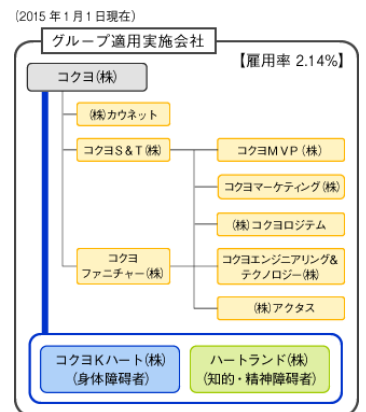 (2015年1月1日現在)
グループ適用実施会社
【雇用率 2.14%】
コクヨ(株)
(株)カウネット
コクヨS&T(株)
コクヨMVP(株)
コクヨマーケティング(株)
(株)コクヨロジテム
コクヨ
ファニチャー(株)
コクヨエンジニアリング&
テクノロジー(株)
(株)アクタス
コクヨKハート(株)
(身体障碍者)
ハートランド(株)
(知的・精神障碍者)